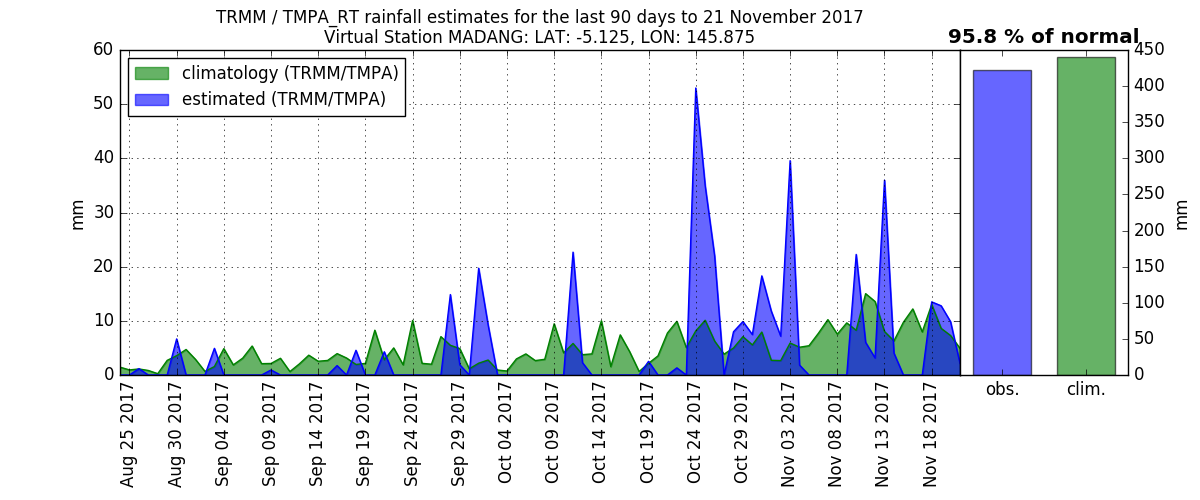 TRMM / TMPA_RT rainfall estimates for the last 90 days to 21 November 2017
Virtual Station MADANG: LAT: -5.125, LON: 145.875
95.8 % of normal
climatology (TRMM/TMPA)
estimated (TRMM/TMPA)
mm
60
50
40
30
20
10
0
Aug 25 2017
Aug 30 2017
Sep 04 2017
Sep 09 2017
Sep 14 2017
Sep 19 2017
Sep 24 2017
Sep 29 2017
Oct 04 2017
Oct 09 2017
Oct 14 2017
Oct 19 2017
Oct 24 2017
Oct 29 2017
Nov 03 2017
Nov 08 2017
Nov 13 2017
Nov 18 2017
obs.
clim.
450
400
350
300
250
200
150
100
50
0
mm